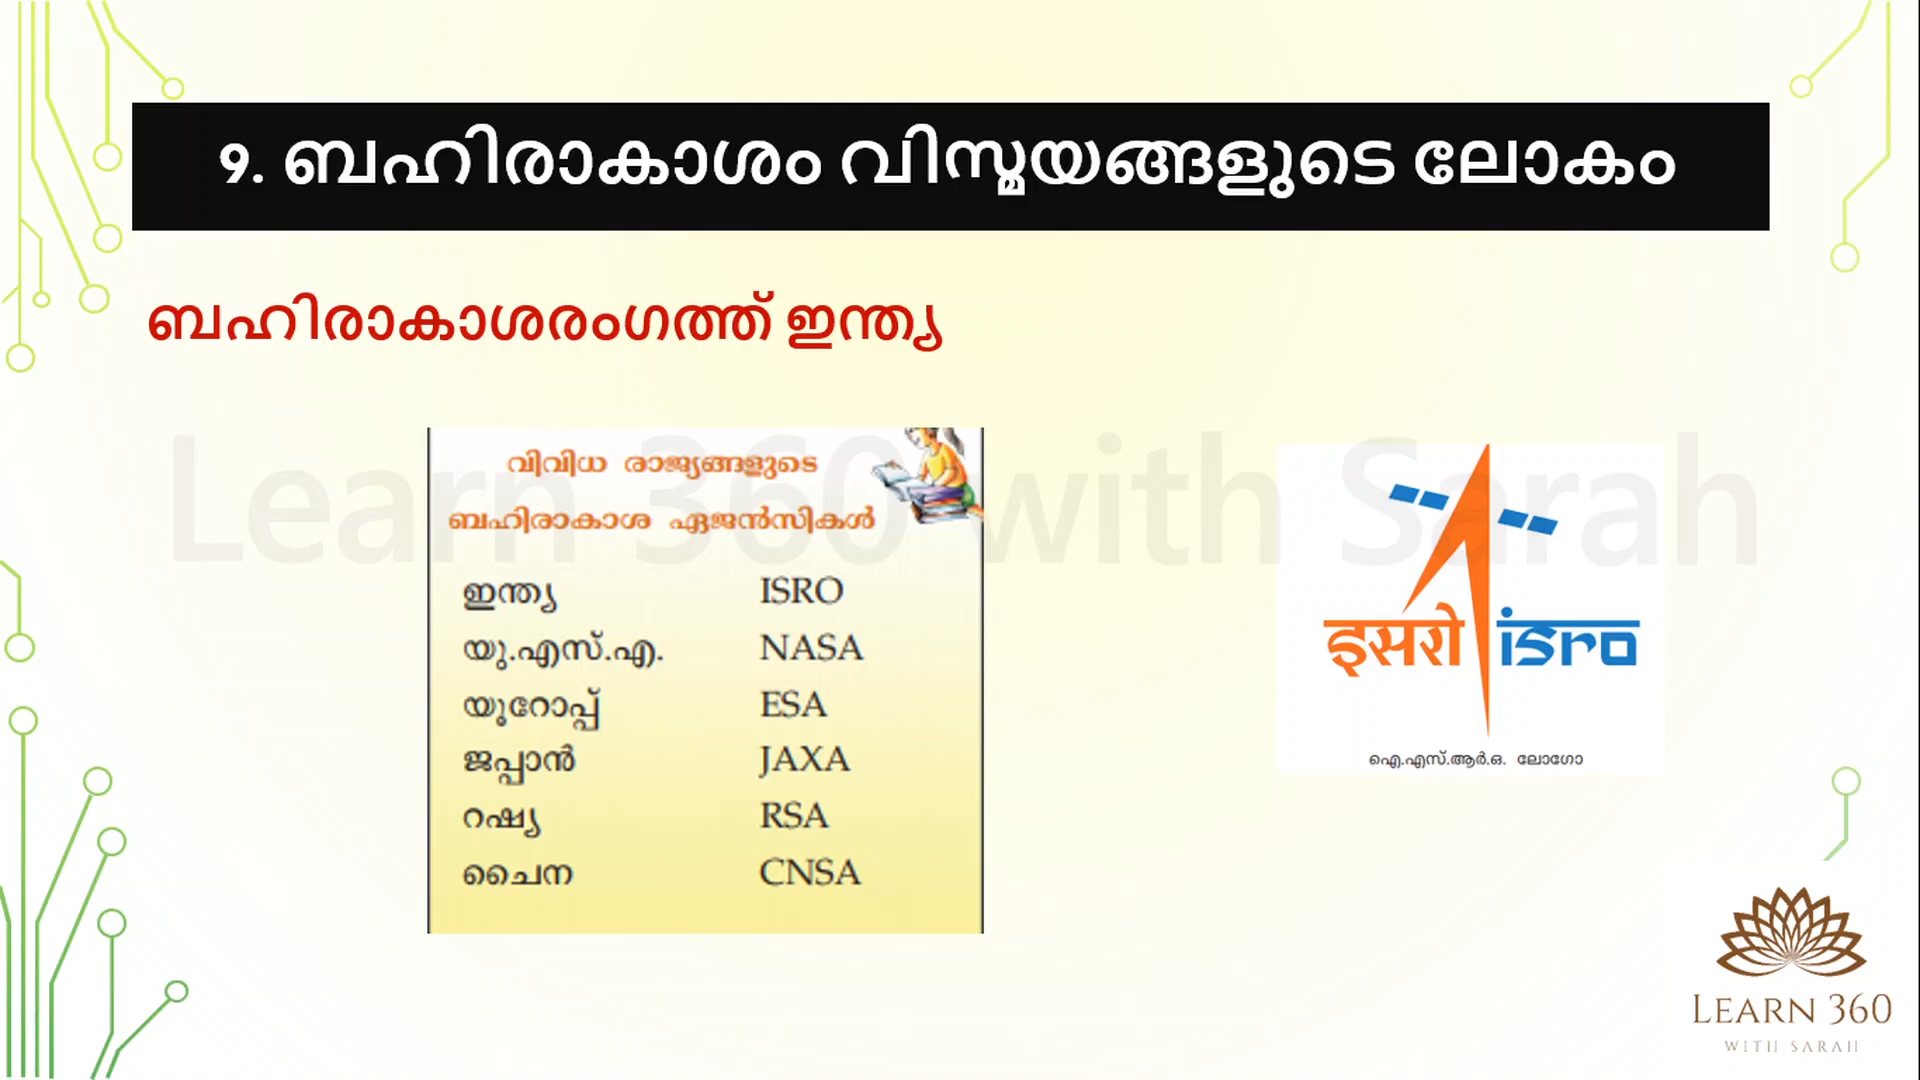 9. ബഹിരാകാശം വിസ്മയങ്ങളുടെ ലോകം
ബഹിരാകാശരംഗത്ത് ഇന്ത്യ
Learn 360 with Sarah
വിവിധ രാജ്യങ്ങളുടെ
ബഹിരാകാശ ഏജൻസികൾ
ഇന്ത്യ ISRO
യു.എസ്.എ. NASA
യൂറോപ്പ് ESA
ജപ്പാൻ JAXA
റഷ്യ RSA
ചൈന CNSA
इसरो isro
ഐ.എസ്.ആർ.ഒ. ലോഗോ
LEARN 360
WITH SARAH